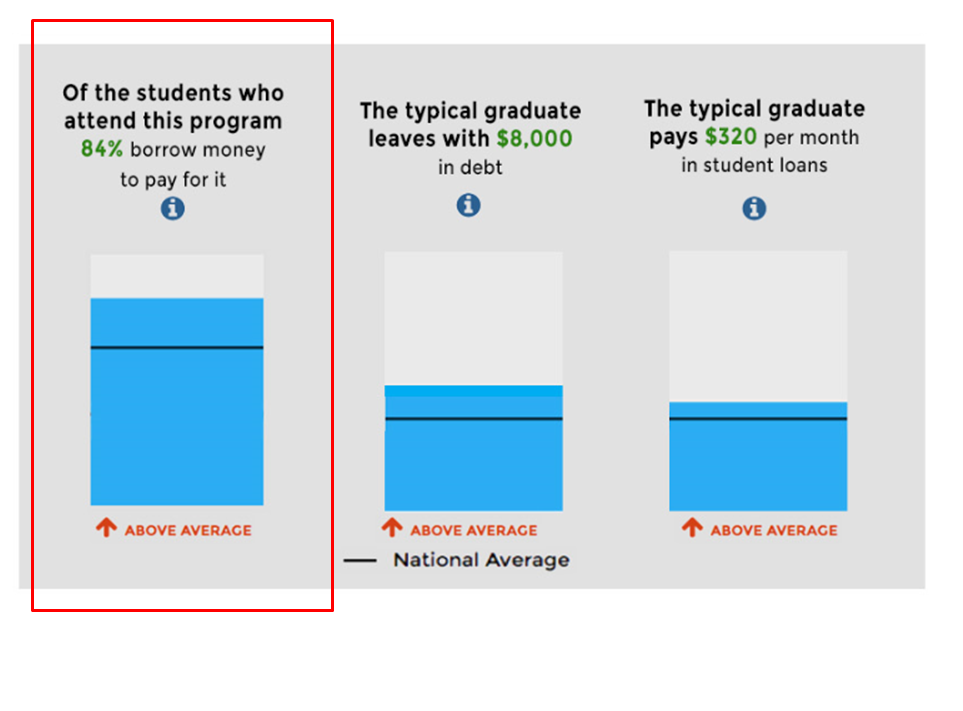 Of the students who
attend this program
84% borrow money
to pay for it
ABOVE AVERAGE
The typical graduate
leaves with $8,000
in debt
ABOVE AVERAGE
The typical graduate
pays $320 per month
in student loans
ABOVE AVERAGE
National Average